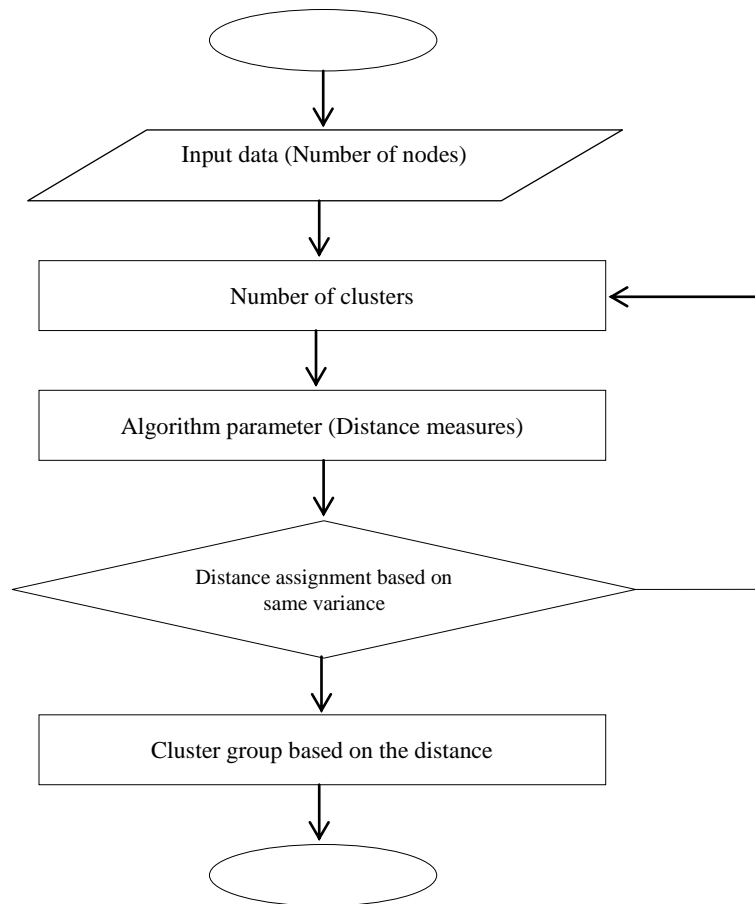 Input data (Number of nodes)
Number of clusters
Algorithm parameter (Distance measures)
Distance assignment based on
same variance
Cluster group based on the distance